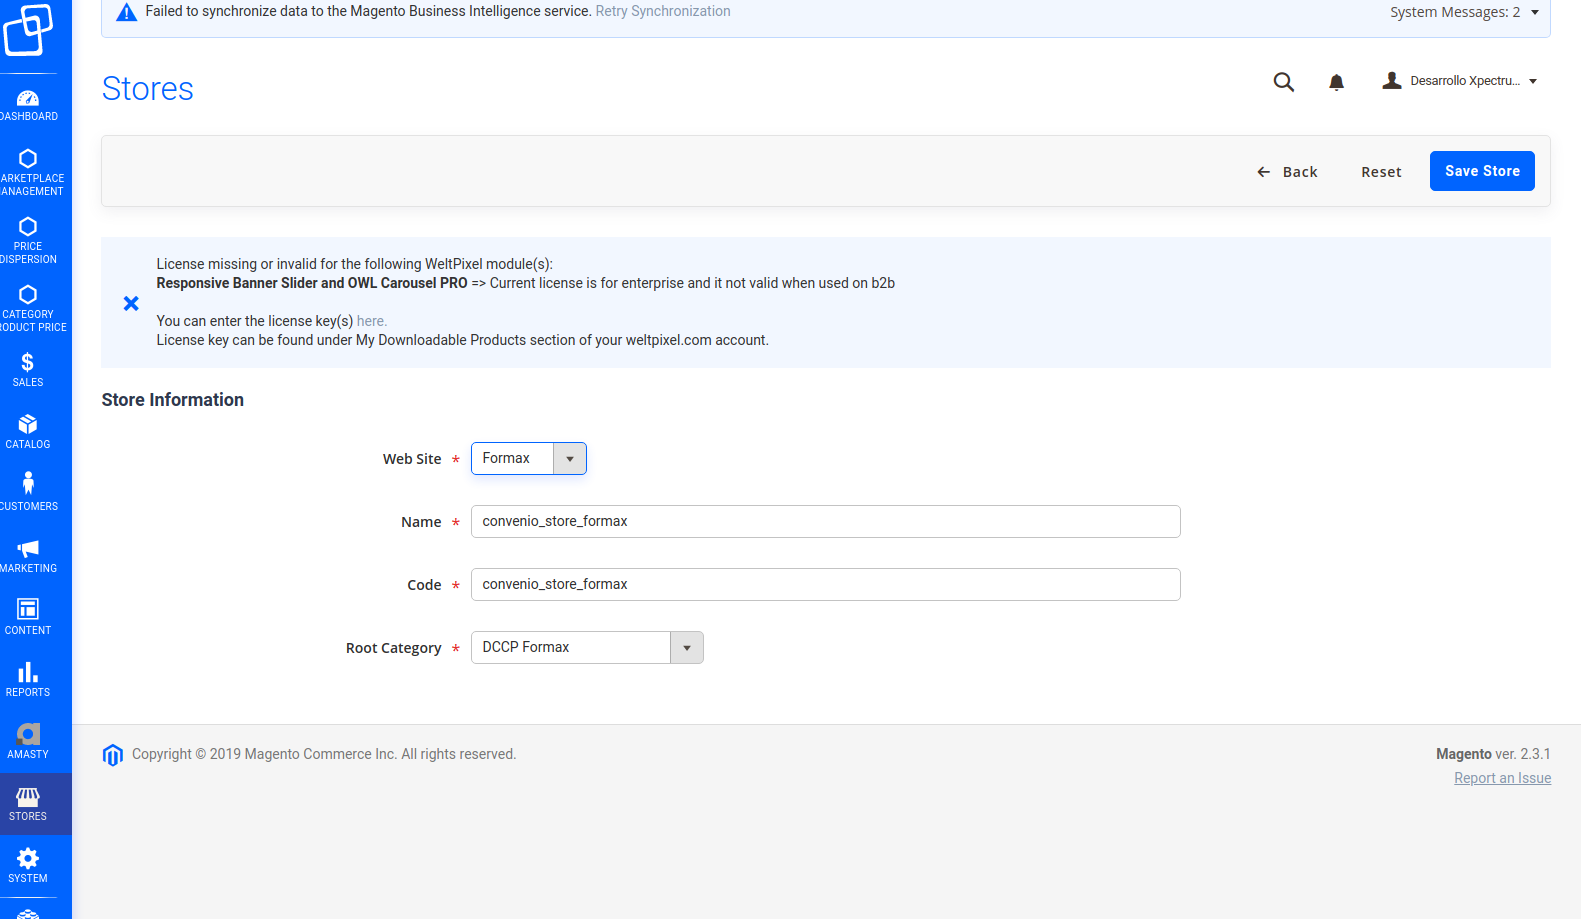 Failed to synchronize data to the Magento Business Intelligence service. Retry Synchronization
System Messages: 2
Stores
Desarrollo Xpectru...
Back
Reset
Save Store
License missing or invalid for the following WeltPixel module(s):
Responsive Banner Slider and OWL Carousel PRO => Current license is for enterprise and it not valid when used on b2b
You can enter the license key(s) here.
License key can be found under My Downloadable Products section of your weltpixel.com account.
Store Information
Web Site *
Formax
Name *
convenio_store_formax
Code *
convenio_store_formax
Root Category *
DCCP Formax
Copyright © 2019 Magento Commerce Inc. All rights reserved.
Magento ver. 2.3.1
Report an Issue
DASHBOARD
ARKETPLACE
ANAGEMENT
PRICE
DISPERSION
CATEGORY
RODUCT PRICE
$
SALES
CATALOG
CUSTOMERS
MARKETING
CONTENT
REPORTS
AMASTY
STORES
SYSTEM